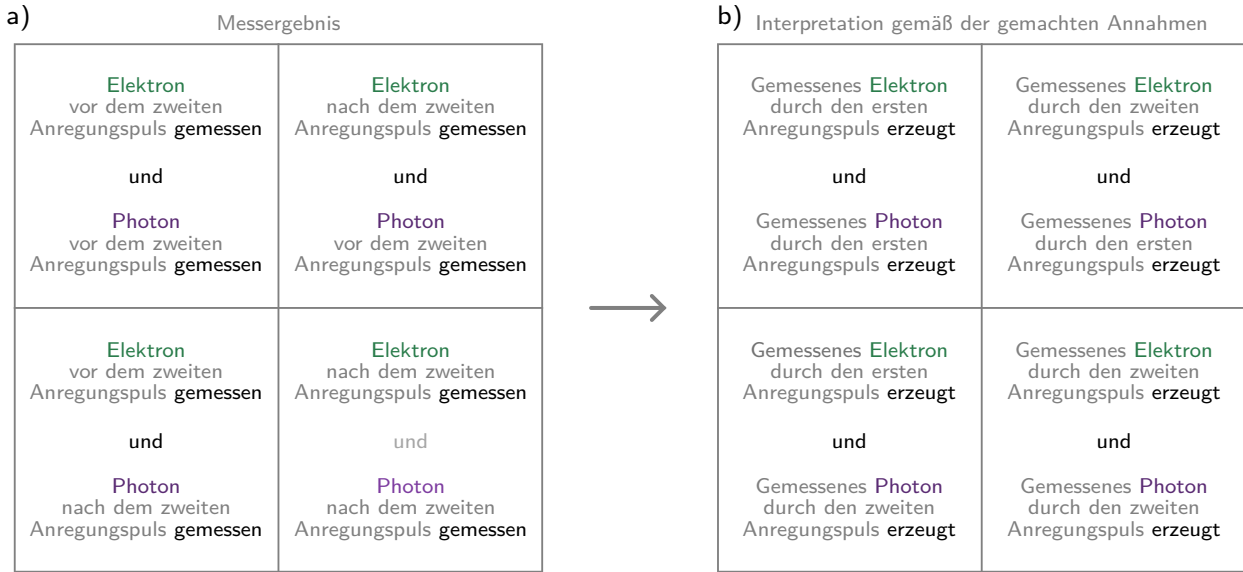 a)
Messergebnis
Elektron
vor dem zweiten
Anregungspuls gemessen
und
Photon
vor dem zweiten
Anregungspuls gemessen
Elektron
nach dem zweiten
Anregungspuls gemessen
und
Photon
vor dem zweiten
Anregungspuls gemessen
Elektron
vor dem zweiten
Anregungspuls gemessen
und
Photon
nach dem zweiten
Anregungspuls gemessen
Elektron
nach dem zweiten
Anregungspuls gemessen
und
Photon
nach dem zweiten
Anregungspuls gemessen
b)
Interpretation gemäß der gemachten Annahmen
Gemessenes Elektron
durch den ersten
Anregungspuls erzeugt
und
Gemessenes Photon
durch den ersten
Anregungspuls erzeugt
Gemessenes Elektron
durch den zweiten
Anregungspuls erzeugt
und
Gemessenes Photon
durch den ersten
Anregungspuls erzeugt
Gemessenes Elektron
durch den ersten
Anregungspuls erzeugt
und
Gemessenes Photon
durch den zweiten
Anregungspuls erzeugt
Gemessenes Elektron
durch den zweiten
Anregungspuls erzeugt
und
Gemessenes Photon
durch den zweiten
Anregungspuls erzeugt